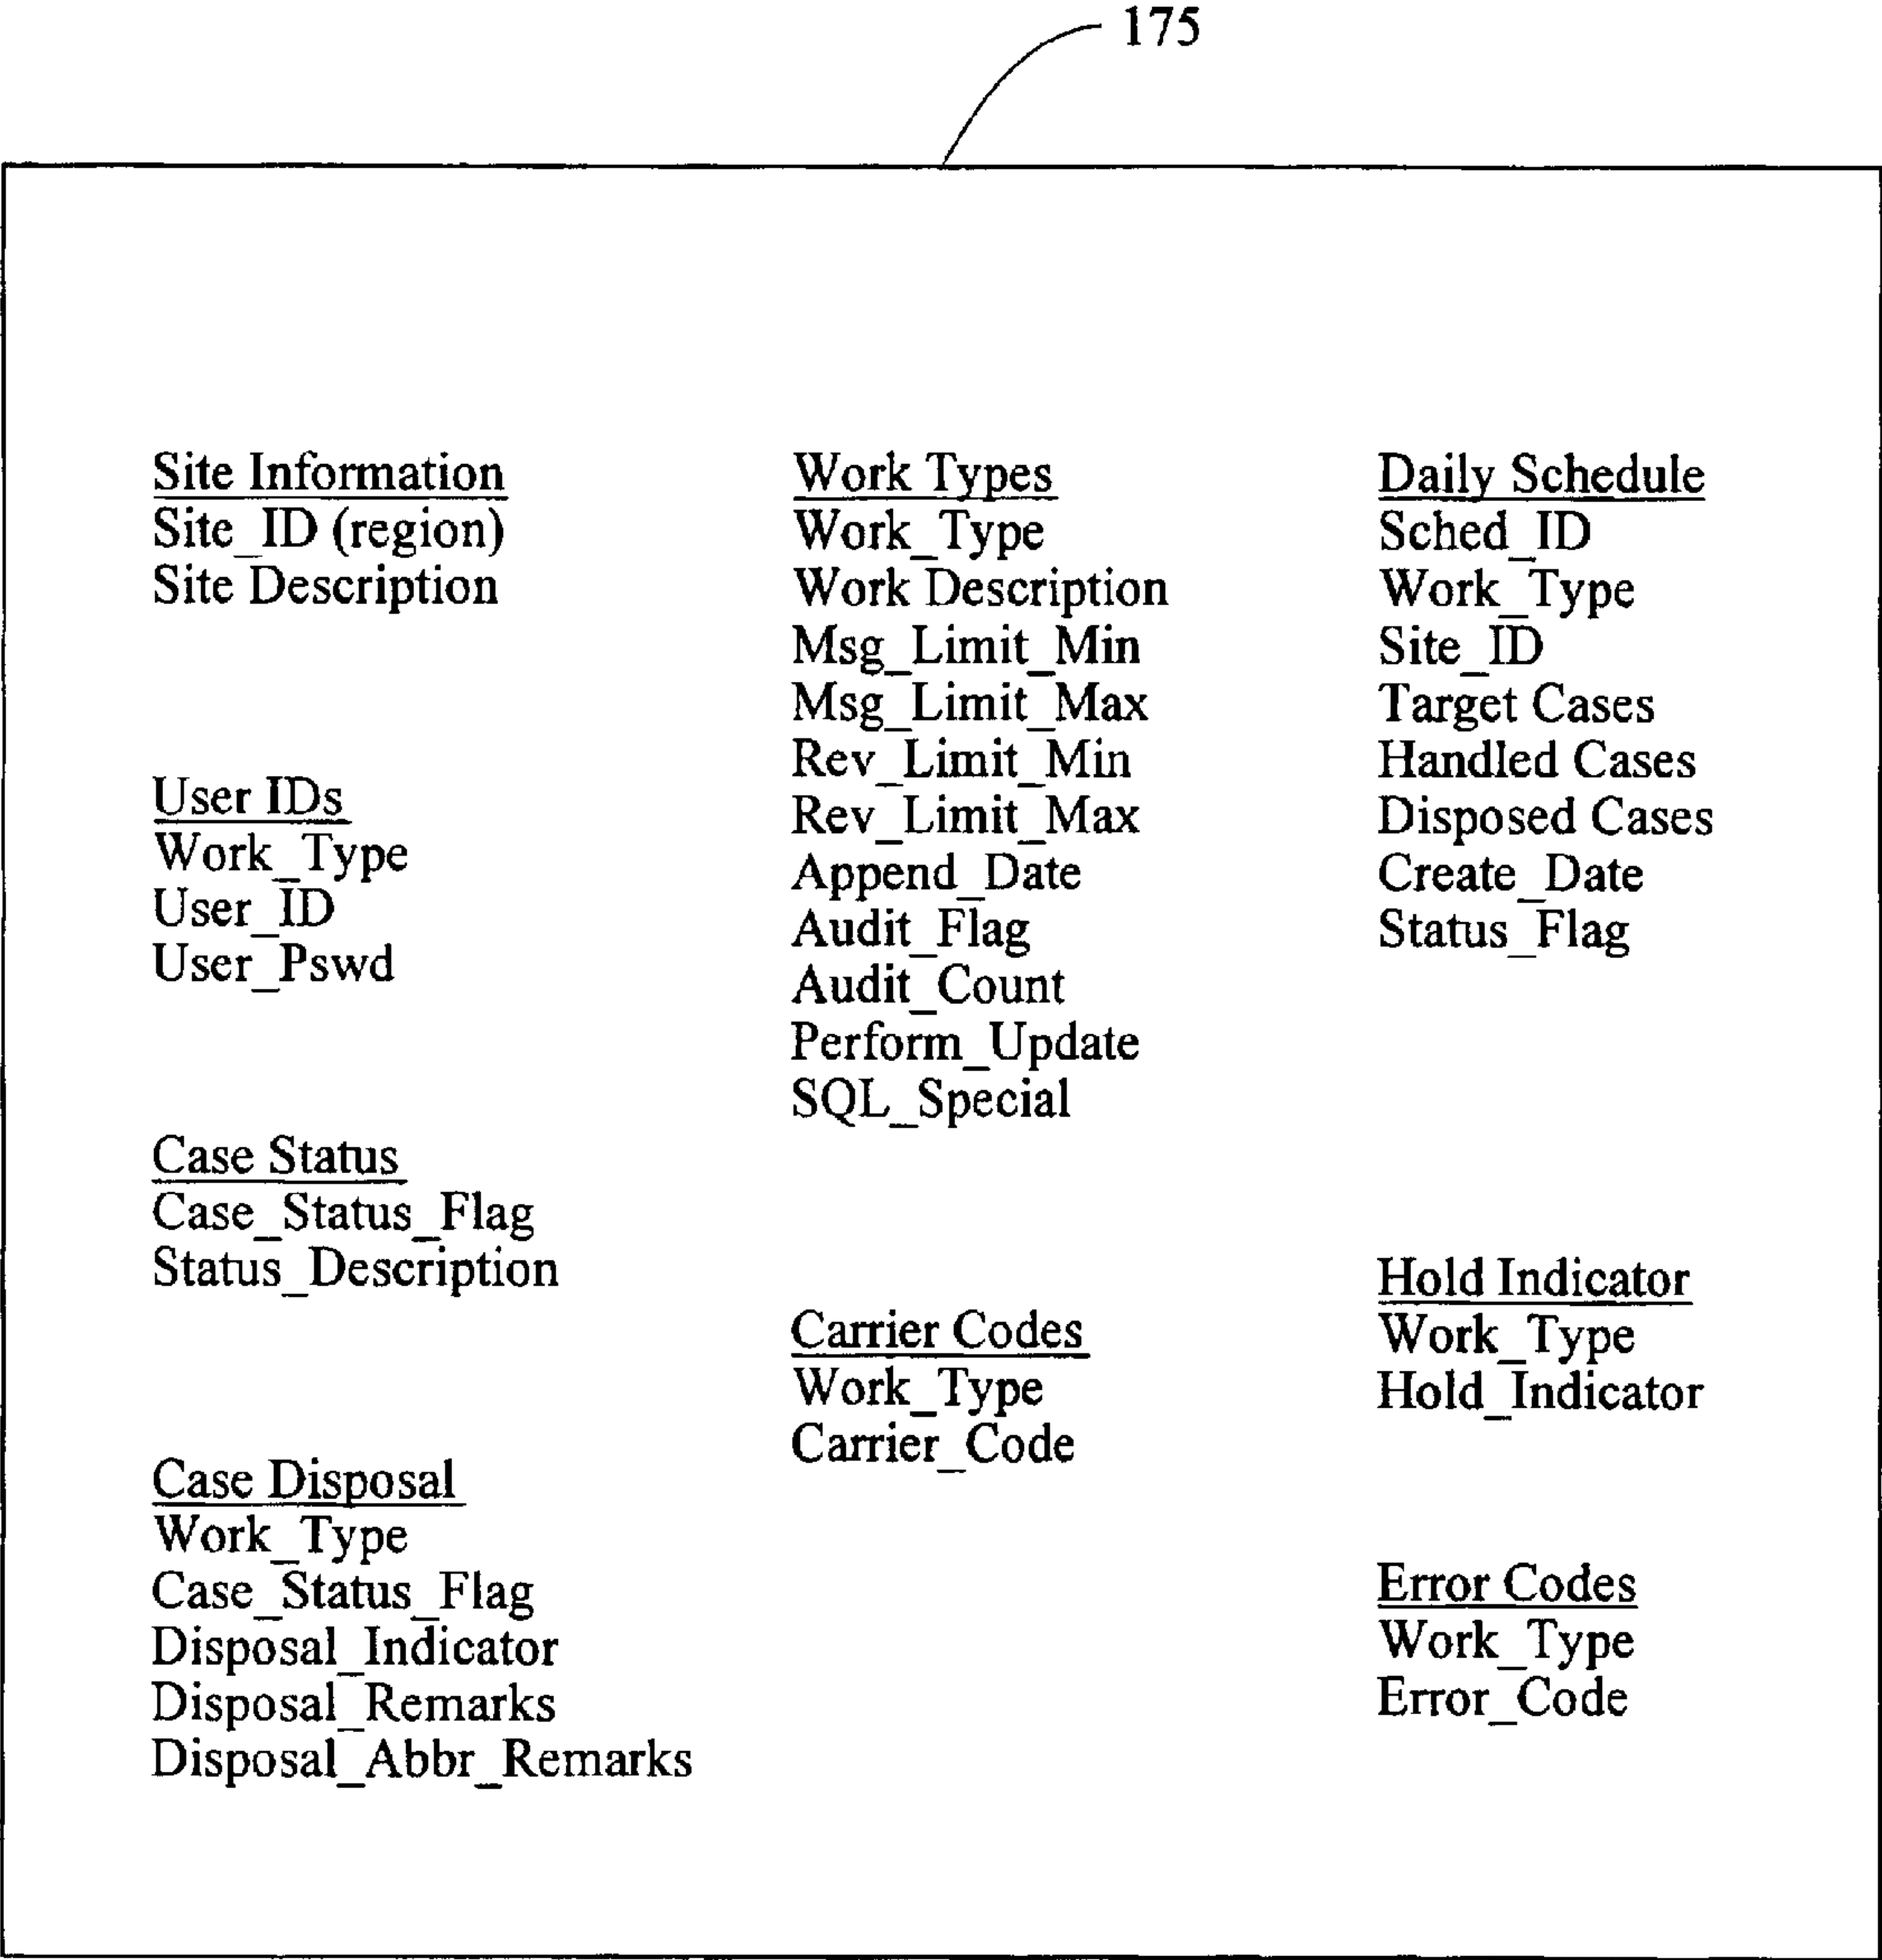 175
Site Information
Site_ID (region)
Site Description
User IDs
Work_Type
User_ID
User_Pswd
Case Status
Case_Status_Flag
Status_Description
Case Disposal
Work_Type
Case_Status_Flag
Disposal_Indicator
Disposal_Remarks
Disposal_Abbr_Remarks
Work Types
Work_Type
Work Description
Msg_Limit_Min
Msg_Limit_Max
Rev_Limit_Min
Rev_Limit_Max
Append_Date
Audit_Flag
Audit_Count
Perform_Update
SQL_Special
Carrier Codes
Work_Type
Carrier_Code
Daily Schedule
Sched_ID
Work_Type
Site_ID
Target Cases
Handled Cases
Disposed Cases
Create_Date
Status_Flag
Hold Indicator
Work_Type
Hold_Indicator
Error Codes
Work_Type
Error_Code